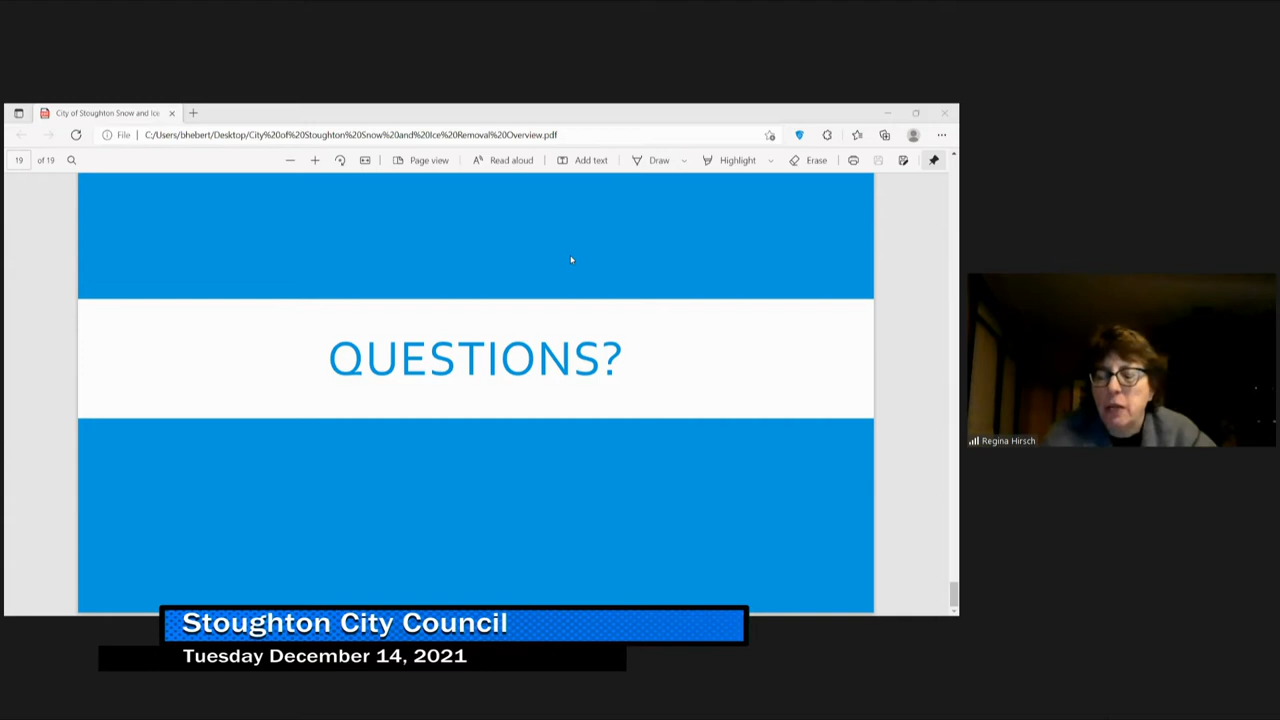 City of Stoughton Snow and Ice
File | C:/Users/bhebert/Desktop/City%20of%20Stoughton%20Snow%20and%20Ice%20Removal%20Overview.pdf
19 of 19 Page view Read aloud Add text Draw Highlight Erase
QUESTIONS?
Regina Hirsch
Stoughton City Council
Tuesday December 14, 2021